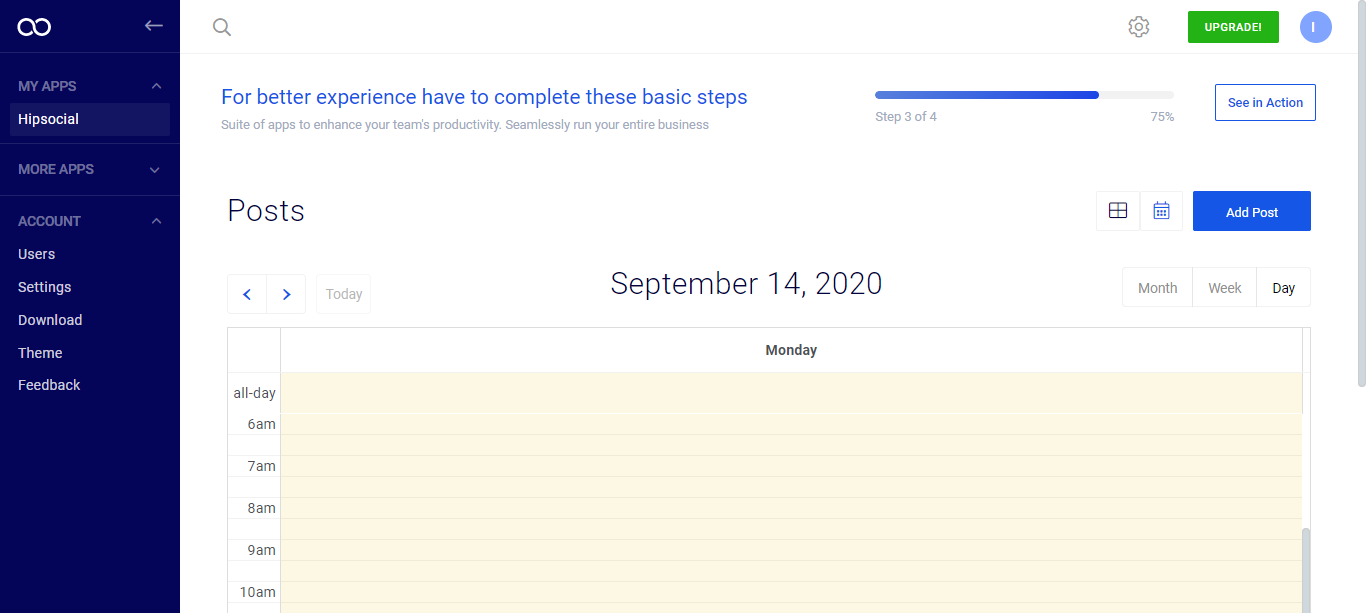 MY APPS
Hipsocial
MORE APPS
ACCOUNT
Users
Settings
Download
Theme
Feedback
UPGRADE!
I
For better experience have to complete these basic steps
Suite of apps to enhance your team's productivity. Seamlessly run your entire business
Step 3 of 4
75%
See in Action
Posts
Add Post
Today
September 14, 2020
Month
Week
Day
Monday
all-day
6am
7am
8am
9am
10am